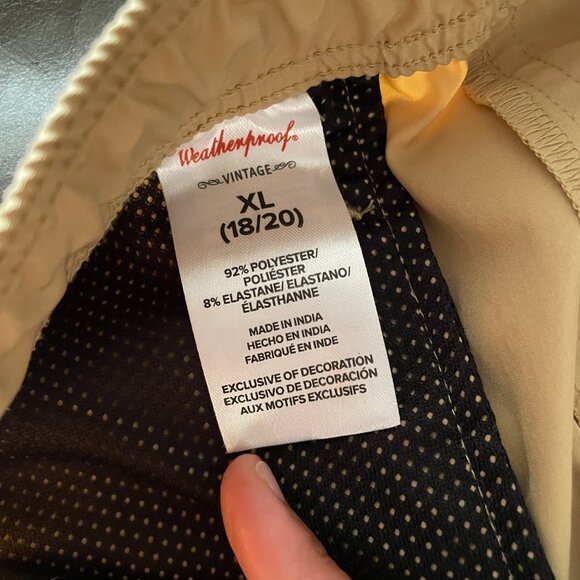 Weatherproof®
VINTAGE
XL
(18/20)
92% POLYESTER/
POLIÉSTER
8% ELASTANE/ ELASTANO/
ÉLASTHANNE
MADE IN INDIA
HECHO EN INDIA
FABRIQUÉ EN INDE
EXCLUSIVE OF DECORATION
EXCLUSIVO DE DECORACIÓN
AUX MOTIFS EXCLUSIFS